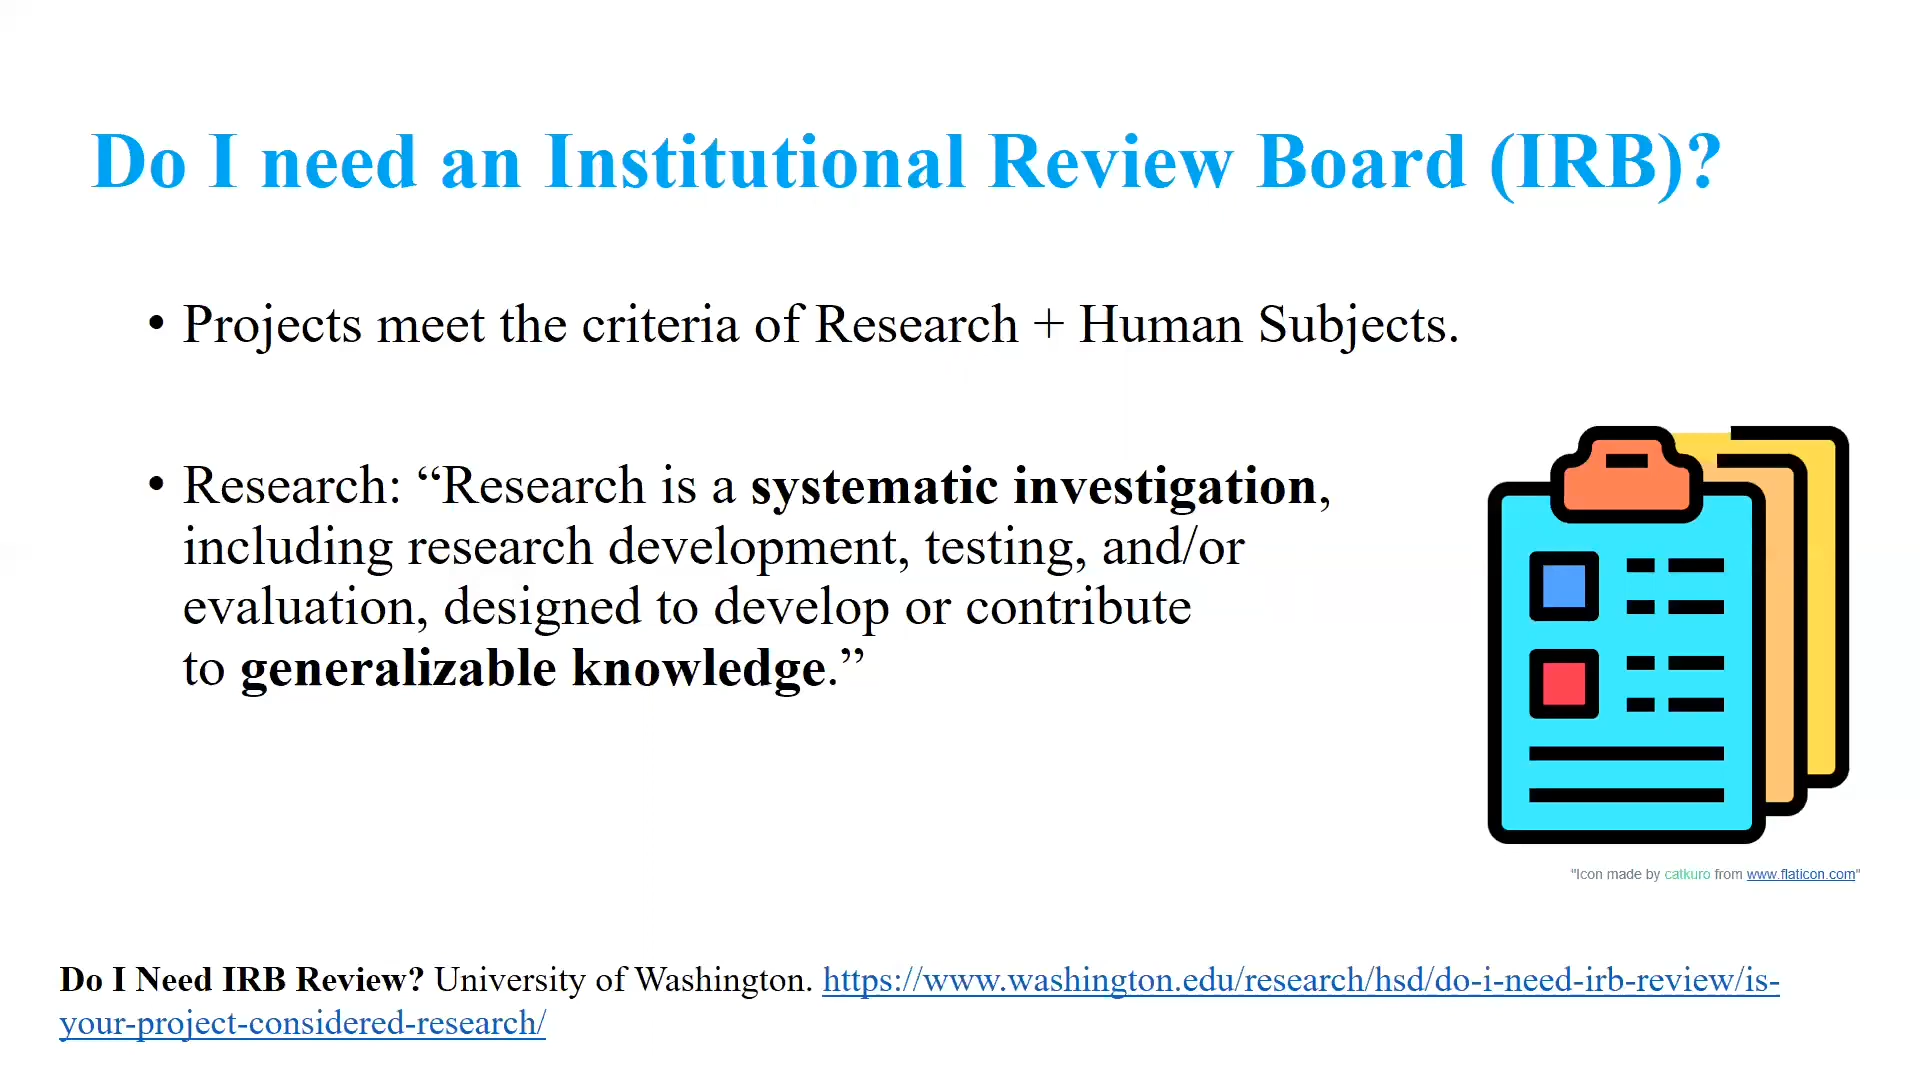 Do I need an Institutional Review Board (IRB)?
• Projects meet the criteria of Research + Human Subjects.
• Research: “Research is a systematic investigation,
including research development, testing, and/or
evaluation, designed to develop or contribute
to generalizable knowledge.”
"Icon made by catkuro from www.flaticon.com"
Do I Need IRB Review? University of Washington. https://www.washington.edu/research/hsd/do-i-need-irb-review/is-
your-project-considered-research/